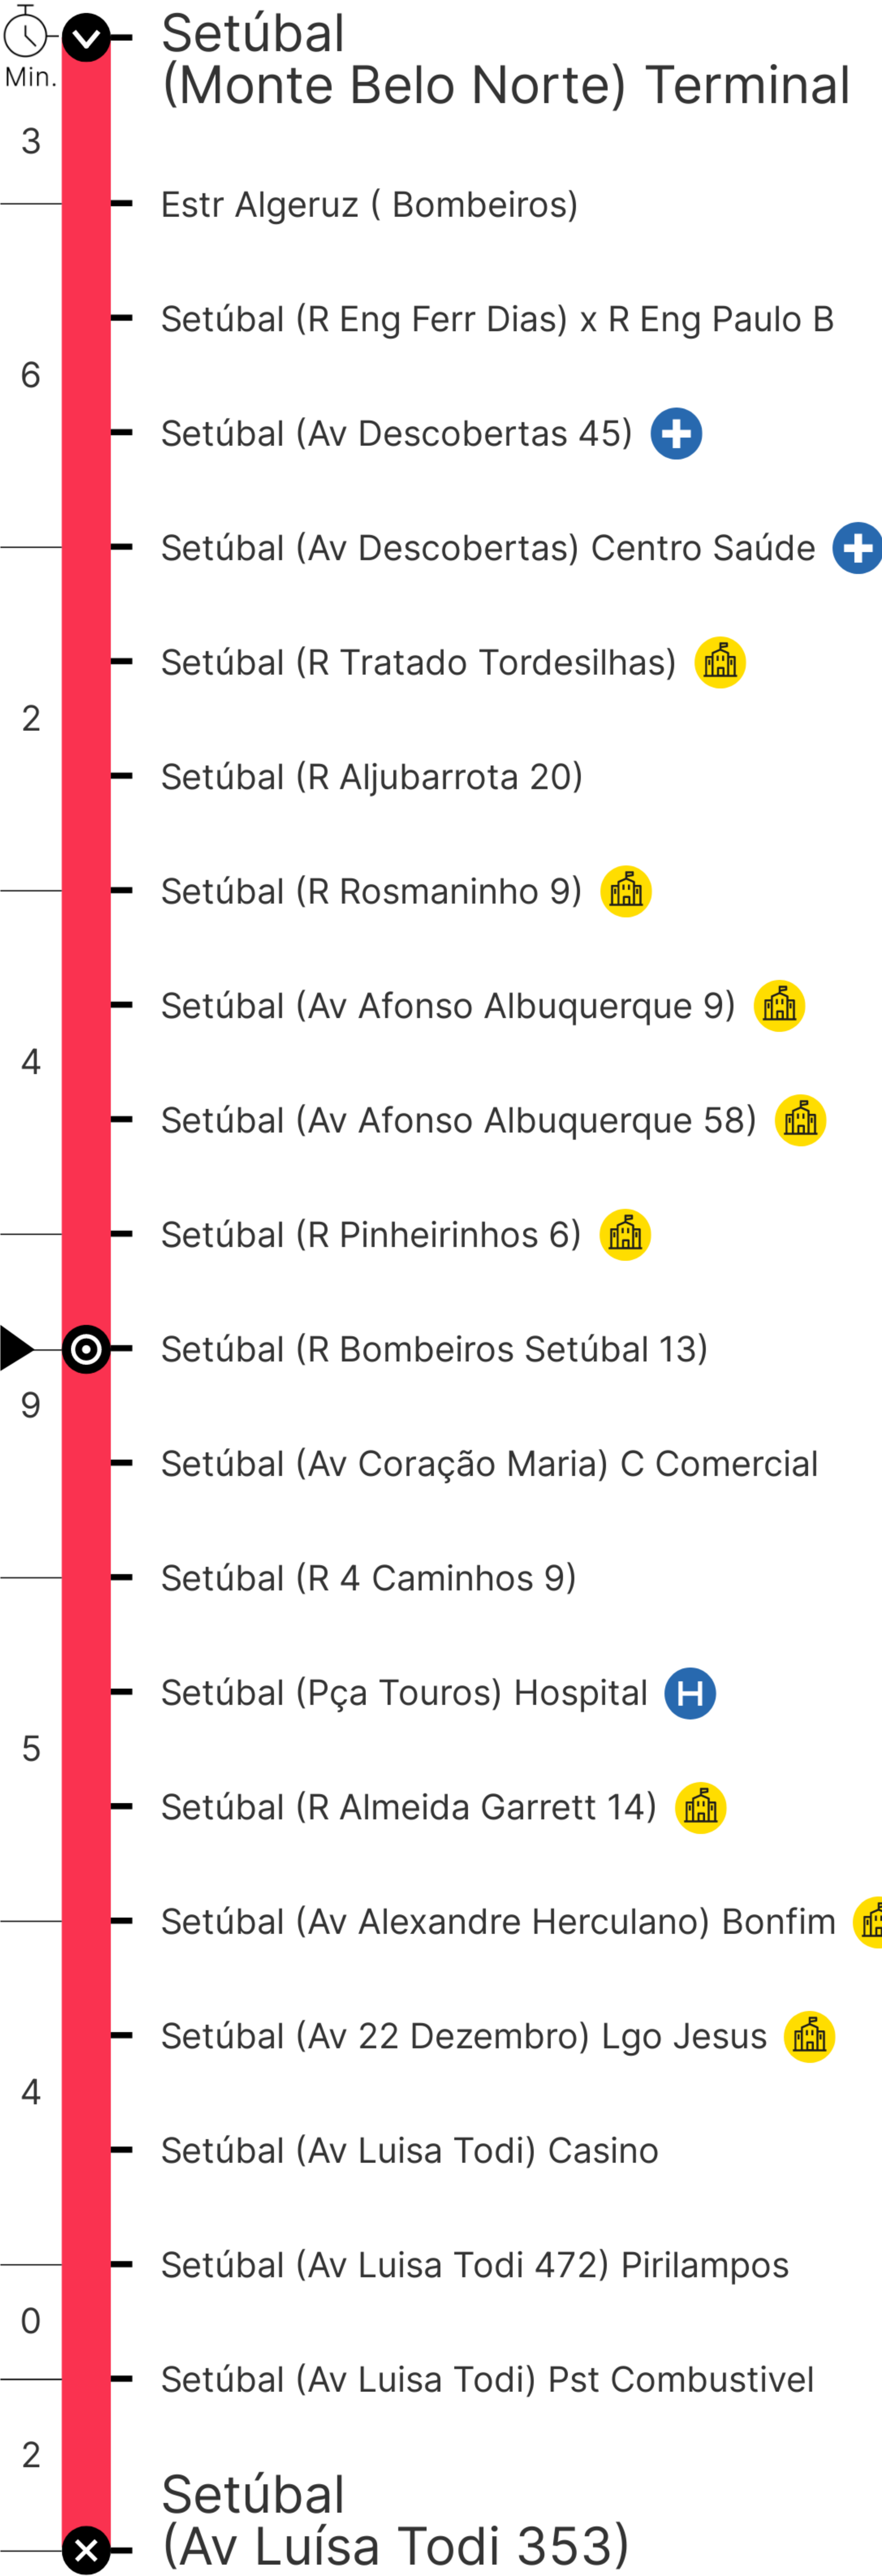 Setúbal
(Monte Belo Norte) Terminal
Min.
3
Estr Algeruz ( Bombeiros)
Setúbal (R Eng Ferr Dias) x R Eng Paulo B
6
Setúbal (Av Descobertas 45)
Setúbal (Av Descobertas) Centro Saúde
Setúbal (R Tratado Tordesilhas)
2
Setúbal (R Aljubarrota 20)
Setúbal (R Rosmaninho 9)
Setúbal (Av Afonso Albuquerque 9)
4
Setúbal (Av Afonso Albuquerque 58)
Setúbal (R Pinheirinhos 6)
Setúbal (R Bombeiros Setúbal 13)
9
Setúbal (Av Coração Maria) C Comercial
Setúbal (R 4 Caminhos 9)
Setúbal (Pça Touros) Hospital H
5
Setúbal (R Almeida Garrett 14)
Setúbal (Av Alexandre Herculano) Bonfim
Setúbal (Av 22 Dezembro) Lgo Jesus
4
Setúbal (Av Luisa Todi) Casino
Setúbal (Av Luisa Todi 472) Pirilampos
0
Setúbal (Av Luisa Todi) Pst Combustivel
2
Setúbal
(Av Luísa Todi 353)